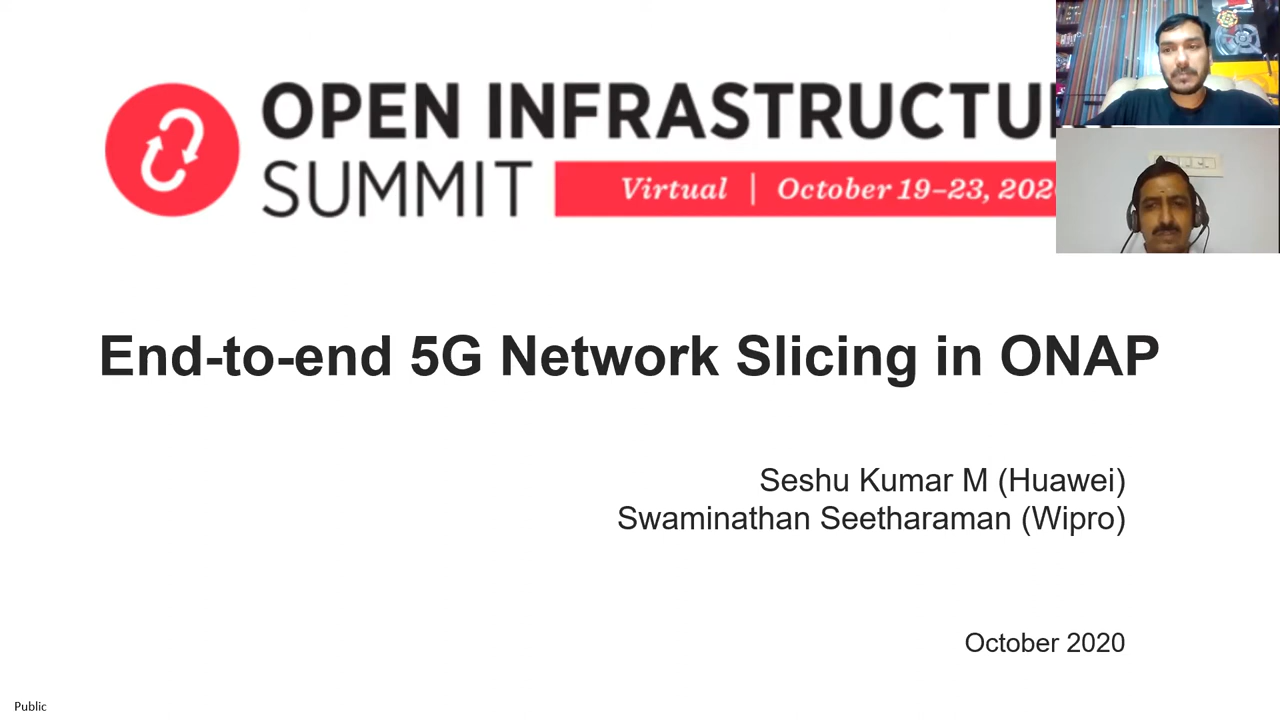 OPEN INFRASTRUCTU
SUMMIT
Virtual | October 19–23, 202
End-to-end 5G Network Slicing in ONAP
Seshu Kumar M (Huawei)
Swaminathan Seetharaman (Wipro)
October 2020
Public